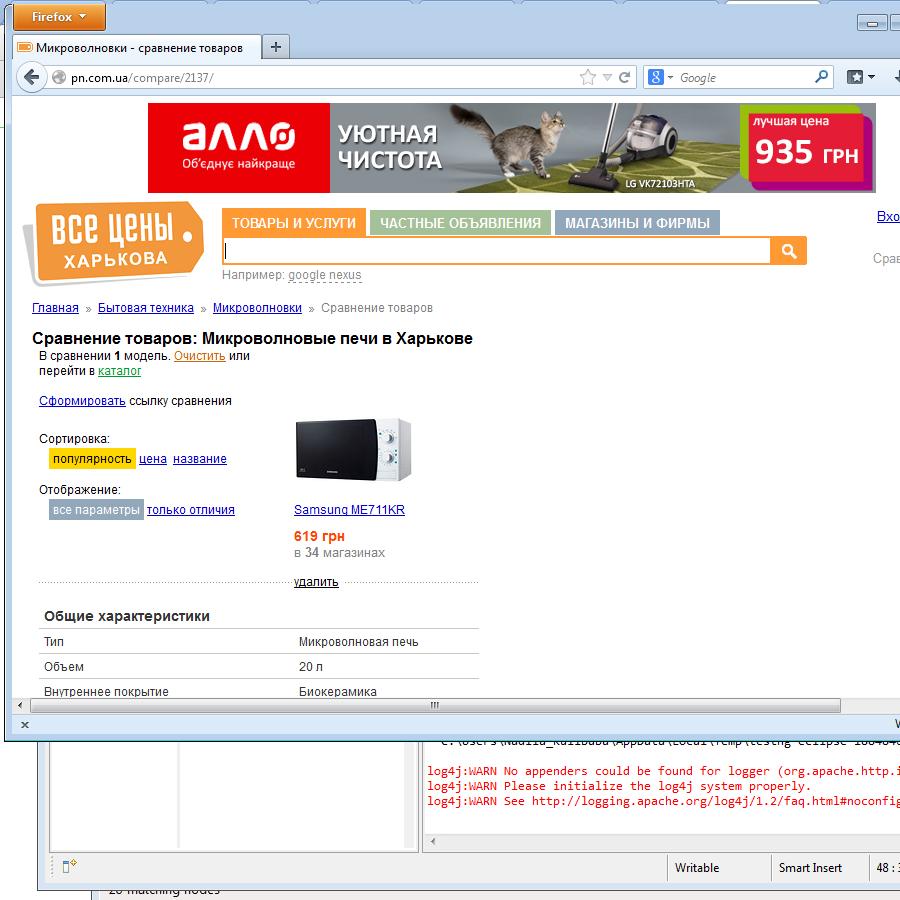 Firefox
Микроволновки - сравнение товаров
pn.com.ua/compare/2137/
Google
алло
Об'єднує найкраще
УЮТНАЯ
ЧИСТОТА
LG VK72103HTA
лучшая цена
935 ГРН
ВСЕ ЦЕНЫ
ХАРЬКОВА
ТОВАРЫ И УСЛУГИ ЧАСТНЫЕ ОБЪЯВЛЕНИЯ МАГАЗИНЫ И ФИРМЫ
Вхо
Например: google nexus
Срав
Главная » Бытовая техника » Микроволновки » Сравнение товаров
Сравнение товаров: Микроволновые печи в Харькове
В сравнении 1 модель. Очистить или
перейти в каталог
Сформировать ссылку сравнения
Сортировка:
популярность цена название
Отображение:
все параметры только отличия
Samsung ME711KR
619 грн
в 34 магазинах
удалить
Общие характеристики
Тип Микроволновая печь
Объем 20 л
Внутреннее покрытие Биокерамика
log4j:WARN No appenders could be found for logger (org.apache.http.i
log4j:WARN Please initialize the log4j system properly.
log4j:WARN See http://logging.apache.org/log4j/1.2/faq.html#noconfig
Writable Smart Insert 48 :
20 matching nodes